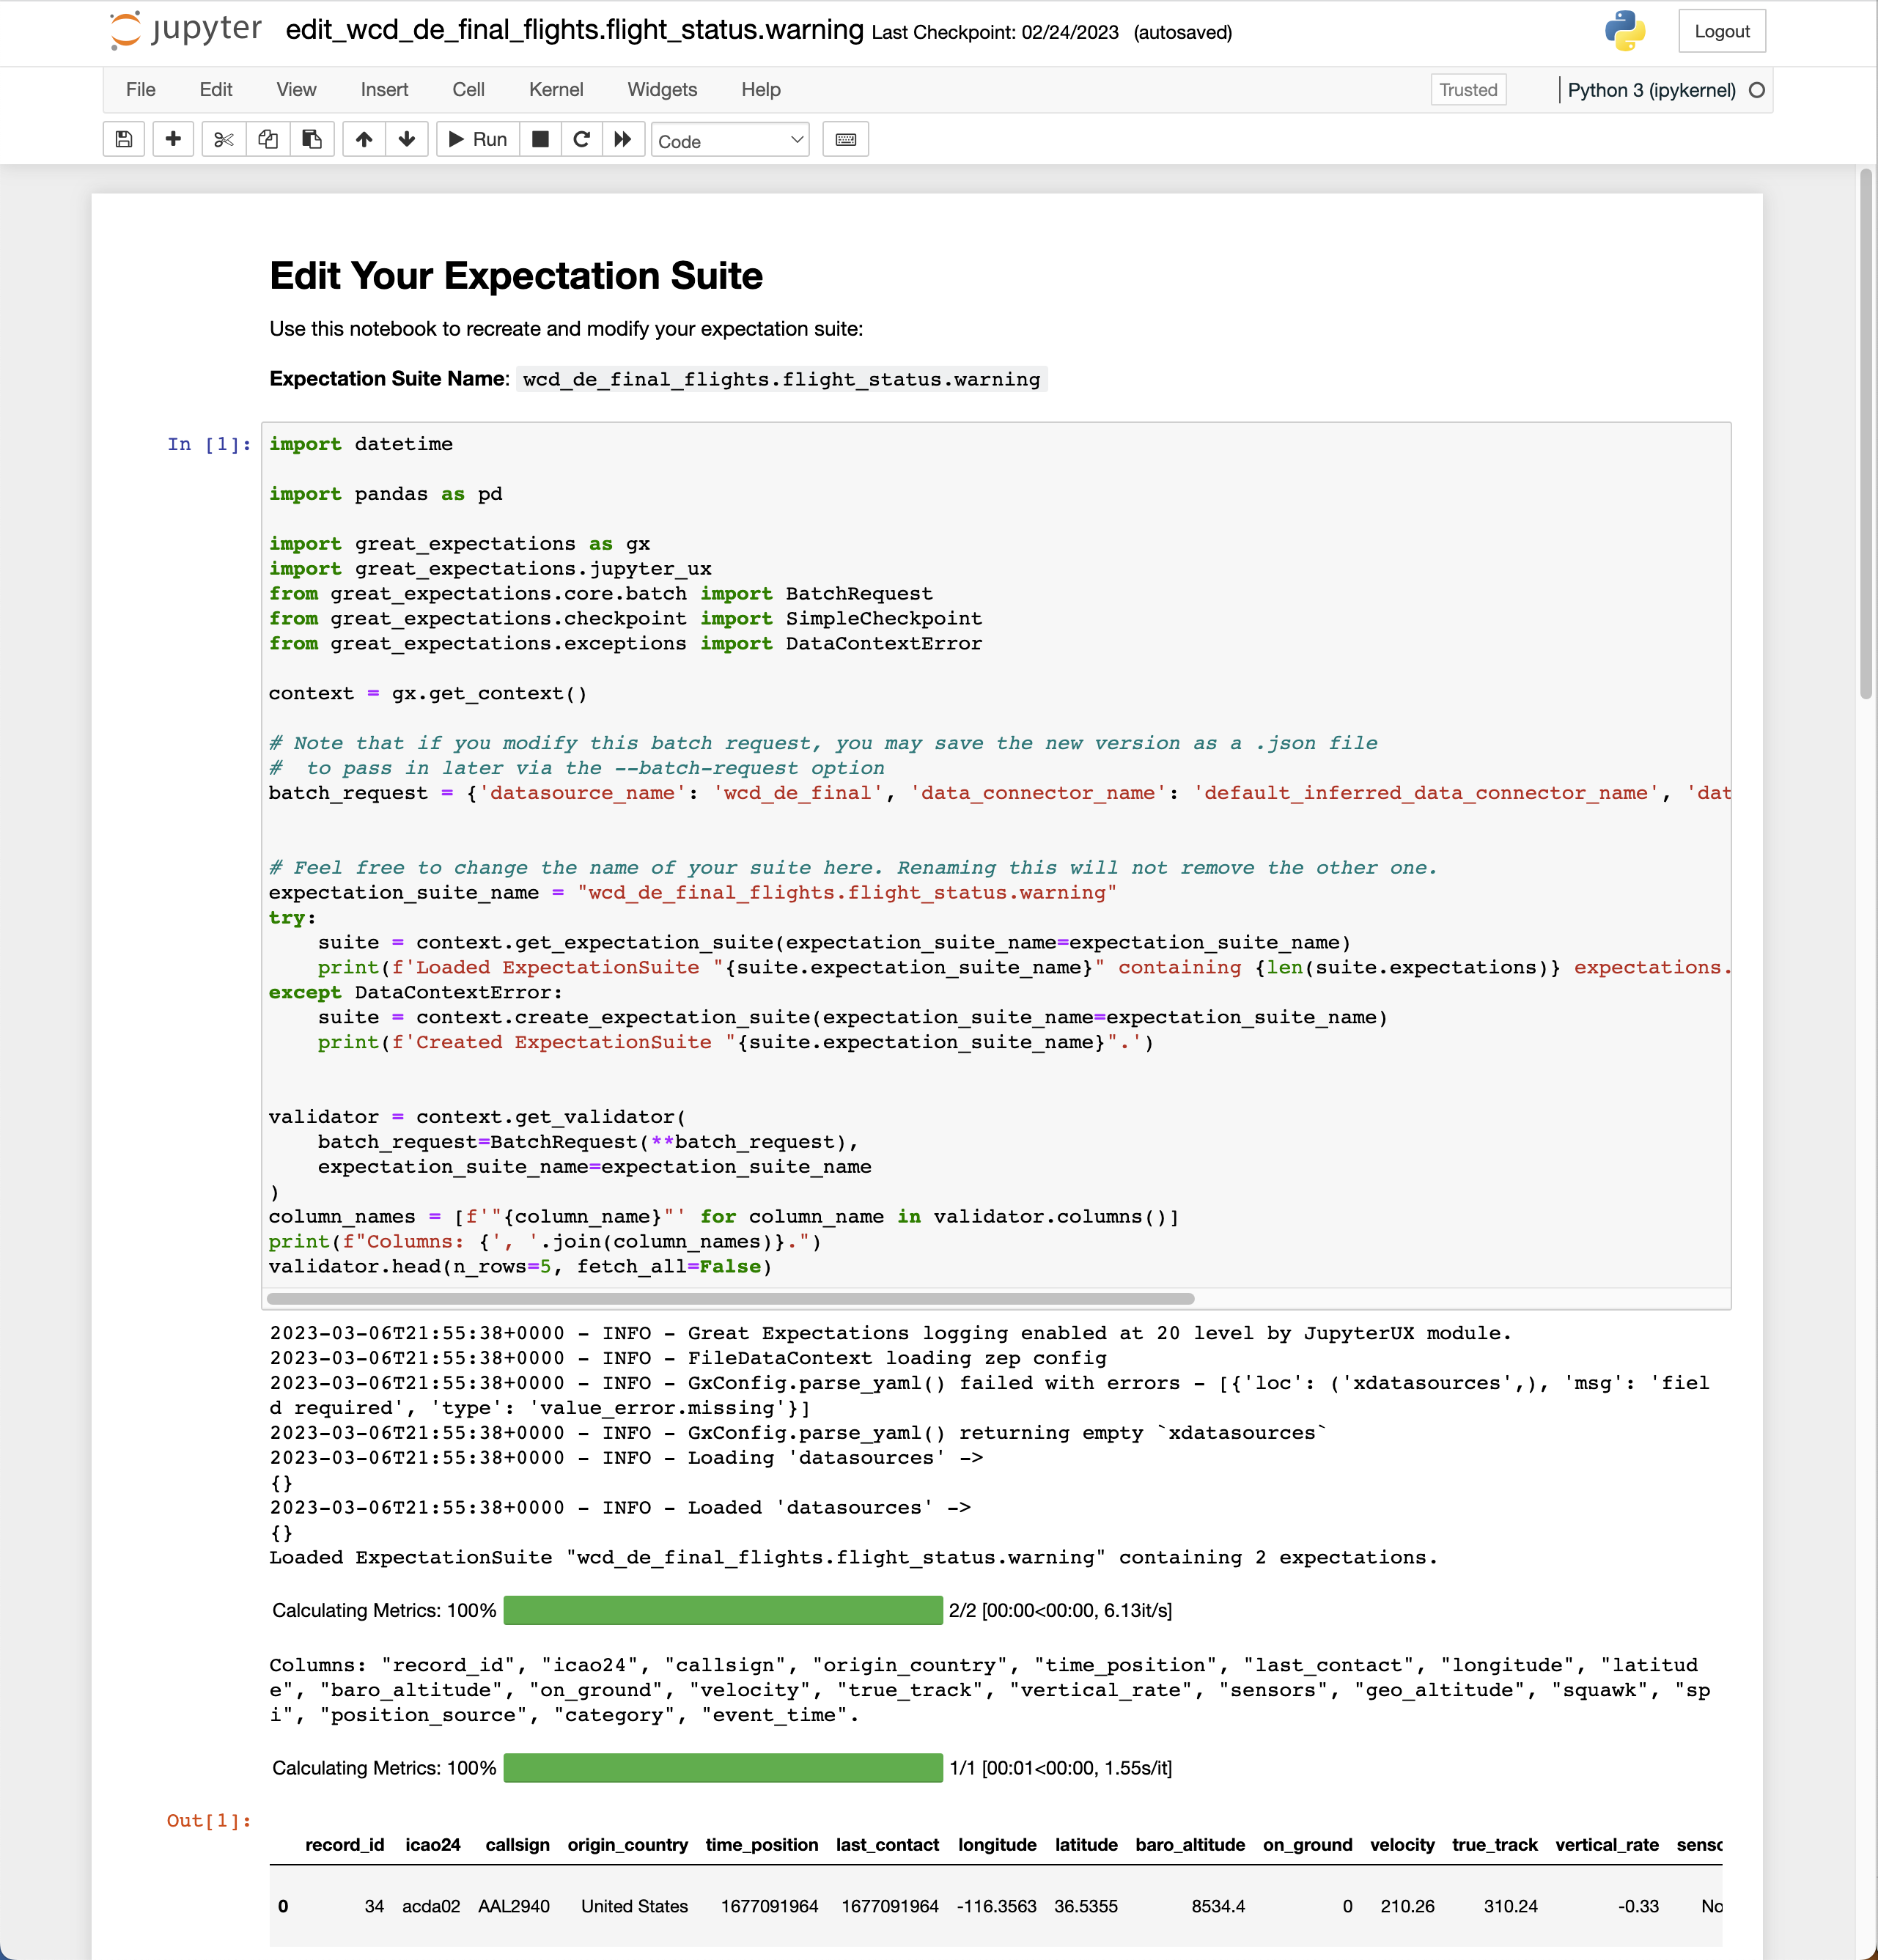 jupyter edit_wcd_de_final_flights.flight_status.warning Last Checkpoint: 02/24/2023 (autosaved) Logout
File Edit View Insert Cell Kernel Widgets Help Trusted Python 3 (ipykernel)
Run Code
Edit Your Expectation Suite
Use this notebook to recreate and modify your expectation suite:
Expectation Suite Name: wcd_de_final_flights.flight_status.warning
In [1]: import datetime
import pandas as pd
import great_expectations as gx
import great_expectations.jupyter_ux
from great_expectations.core.batch import BatchRequest
from great_expectations.checkpoint import SimpleCheckpoint
from great_expectations.exceptions import DataContextError
context = gx.get_context()
# Note that if you modify this batch request, you may save the new version as a .json file
#  to pass in later via the --batch-request option
batch_request = {'datasource_name': 'wcd_de_final', 'data_connector_name': 'default_inferred_data_connector_name', 'dat
# Feel free to change the name of your suite here. Renaming this will not remove the other one.
expectation_suite_name = "wcd_de_final_flights.flight_status.warning"
try:
    suite = context.get_expectation_suite(expectation_suite_name=expectation_suite_name)
    print(f'Loaded ExpectationSuite "{suite.expectation_suite_name}" containing {len(suite.expectations)} expectations.
except DataContextError:
    suite = context.create_expectation_suite(expectation_suite_name=expectation_suite_name)
    print(f'Created ExpectationSuite "{suite.expectation_suite_name}".')
validator = context.get_validator(
    batch_request=BatchRequest(**batch_request),
    expectation_suite_name=expectation_suite_name
)
column_names = [f'"{column_name}"' for column_name in validator.columns()]
print(f"Columns: {', '.join(column_names)}.")
validator.head(n_rows=5, fetch_all=False)
2023-03-06T21:55:38+0000 - INFO - Great Expectations logging enabled at 20 level by JupyterUX module.
2023-03-06T21:55:38+0000 - INFO - FileDataContext loading zep config
2023-03-06T21:55:38+0000 - INFO - GxConfig.parse_yaml() failed with errors - [{'loc': ('xdatasources',), 'msg': 'fiel
d required', 'type': 'value_error.missing'}]
2023-03-06T21:55:38+0000 - INFO - GxConfig.parse_yaml() returning empty `xdatasources`
2023-03-06T21:55:38+0000 - INFO - Loading 'datasources' ->
{}
2023-03-06T21:55:38+0000 - INFO - Loaded 'datasources' ->
{}
Loaded ExpectationSuite "wcd_de_final_flights.flight_status.warning" containing 2 expectations.
Calculating Metrics: 100% 2/2 [00:00<00:00, 6.13it/s]
Columns: "record_id", "icao24", "callsign", "origin_country", "time_position", "last_contact", "longitude", "latitud
e", "baro_altitude", "on_ground", "velocity", "true_track", "vertical_rate", "sensors", "geo_altitude", "squawk", "sp
i", "position_source", "category", "event_time".
Calculating Metrics: 100% 1/1 [00:01<00:00, 1.55s/it]
Out[1]:
record_id icao24 callsign origin_country time_position last_contact longitude latitude baro_altitude on_ground velocity true_track vertical_rate senso
0 34 acda02 AAL2940 United States 1677091964 1677091964 -116.3563 36.5355 8534.4 0 210.26 310.24 -0.33 No